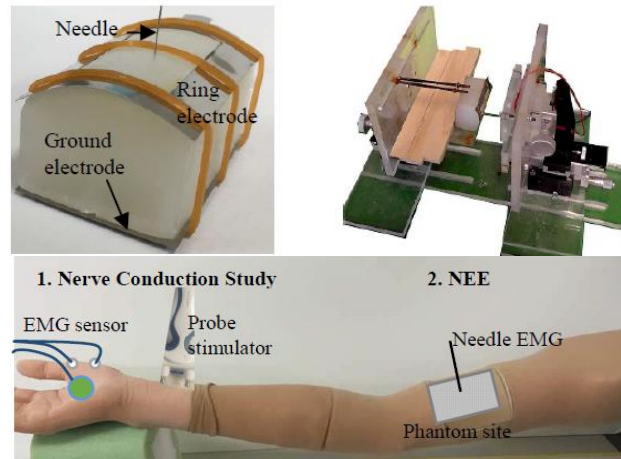 Needle
Ring
electrode
Ground
electrode
1. Nerve Conduction Study
2. NEE
EMG sensor
Probe
stimulator
Needle EMG
Phantom site